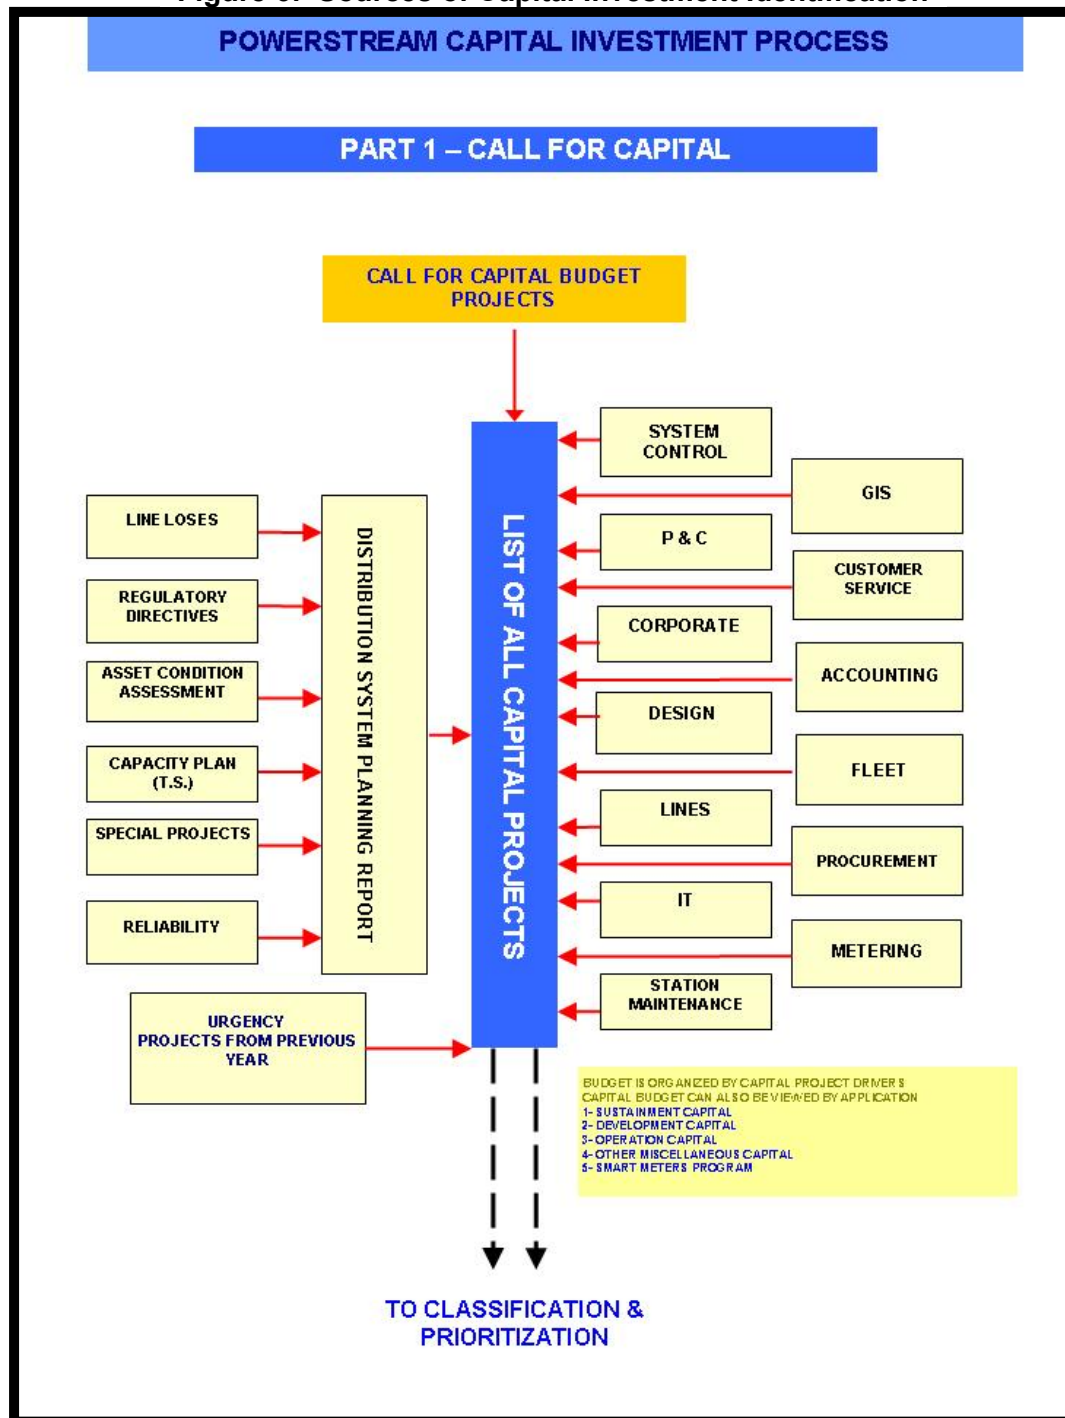 POWERSTREAM CAPITAL INVESTMENT PROCESS
PART 1 – CALL FOR CAPITAL
CALL FOR CAPITAL BUDGET
PROJECTS
LINE LOSES
REGULATORY
DIRECTIVES
ASSET CONDITION
ASSESSMENT
CAPACITY PLAN
(T.S.)
SPECIAL PROJECTS
RELIABILITY
DISTRIBUTION SYSTEM PLANNING REPORT
URGENCY
PROJECTS FROM PREVIOUS
YEAR
LIST OF ALL CAPITAL PROJECTS
SYSTEM
CONTROL
GIS
P & C
CUSTOMER
SERVICE
CORPORATE
ACCOUNTING
DESIGN
FLEET
LINES
PROCUREMENT
IT
METERING
STATION
MAINTENANCE
BUDGET IS ORGANIZED BY CAPITAL PROJECT DRIVERS
CAPITAL BUDGET CAN ALSO BE VIEWED BY APPLICATION
1- SUSTAINMENT CAPITAL
2- DEVELOPMENT CAPITAL
3- OPERATION CAPITAL
4- OTHER MISCELLANEOUS CAPITAL
5- SMART METERS PROGRAM
TO CLASSIFICATION &
PRIORITIZATION